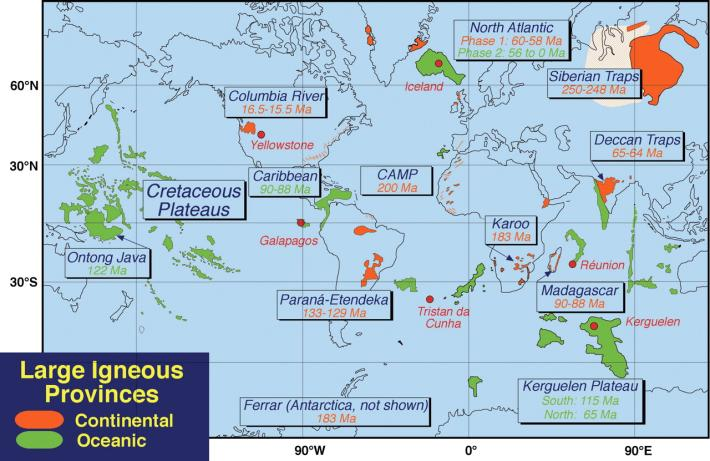 North Atlantic
Phase 1: 60-58 Ma
Phase 2: 56 to 0 Ma
Iceland
Siberian Traps
250-248 Ma
60°N
Columbia River
16.5-15.5 Ma
Yellowstone
Deccan Traps
65-64 Ma
30°N
Caribbean
90-88 Ma
CAMP
200 Ma
Cretaceous
Plateaus
Galapagos
Karoo
183 Ma
Ontong Java
122 Ma
Réunion
30°S
Madagascar
90-88 Ma
Paraná-Etendeka
133-129 Ma
Tristan da
Cunha
Kerguelen
Large Igneous
Provinces
Continental
Oceanic
Kerguelen Plateau
South: 115 Ma
North: 65 Ma
Ferrar (Antarctica, not shown)
183 Ma
90°W
0°
90°E